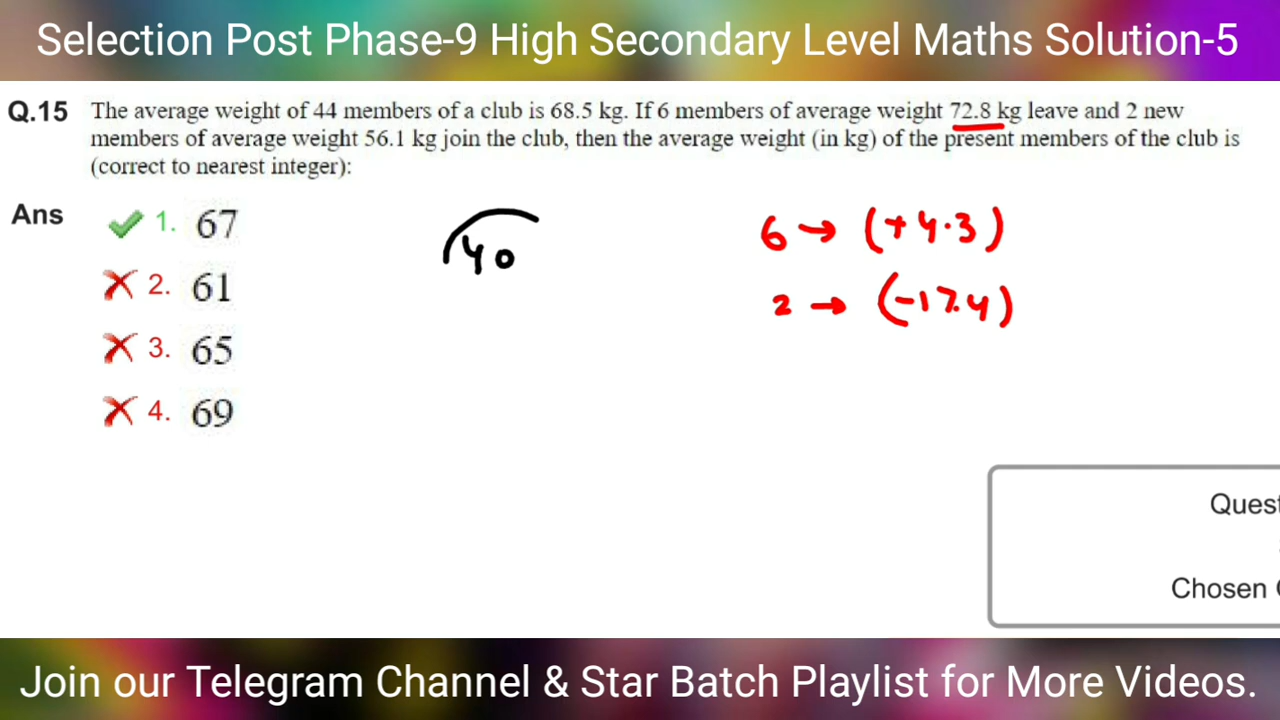 Selection Post Phase-9 High Secondary Level Maths Solution-5
Q.15 The average weight of 44 members of a club is 68.5 kg. If 6 members of average weight 72.8 kg leave and 2 new
members of average weight 56.1 kg join the club, then the average weight (in kg) of the present members of the club is
(correct to nearest integer):
Ans 1. 67
2. 61
3. 65
4. 69
40
6 → (+4.3)
2 → (-17.4)
Quest
Chosen
Join our Telegram Channel & Star Batch Playlist for More Videos.